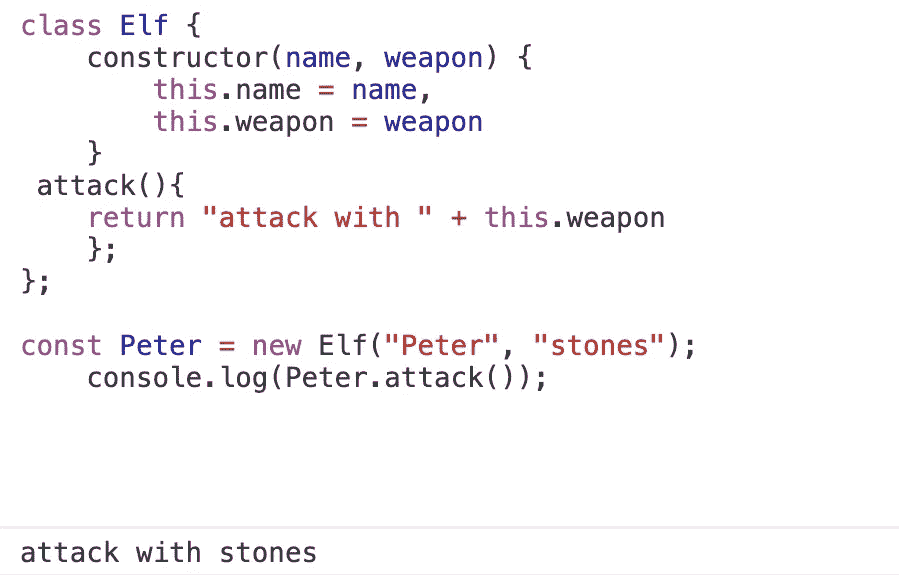 class Elf {
    constructor(name, weapon) {
        this.name = name,
        this.weapon = weapon
    }
 attack(){
    return "attack with " + this.weapon
    };
};
const Peter = new Elf("Peter", "stones");
    console.log(Peter.attack());
attack with stones